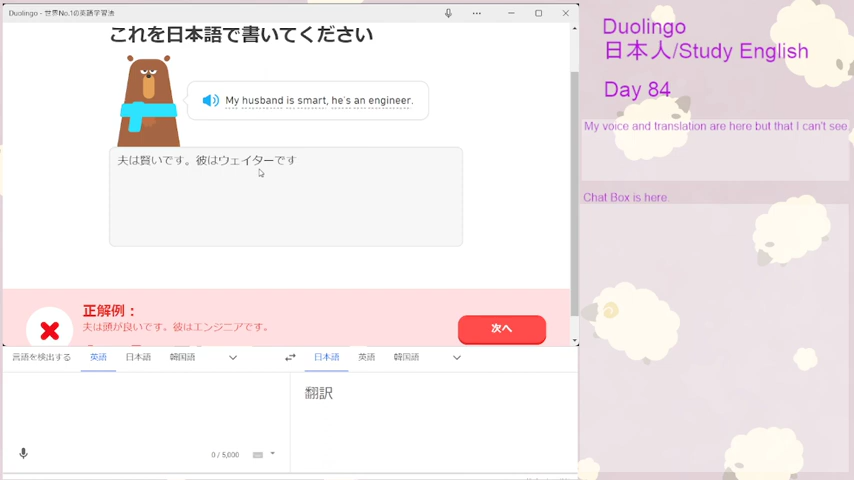 Duolingo - 世界No.1の英語学習法
これを日本語で書いてください
My husband is smart, he's an engineer.
夫は賢いです。彼はウェイターです
正解例：
夫は頭が良いです。彼はエンジニアです。
次へ
言語を検出する 英語 日本語 韓国語
日本語 英語 韓国語
翻訳
0 / 5,000
Duolingo
日本人/Study English
Day 84
My voice and translation are here but that I can't see
Chat Box is here.